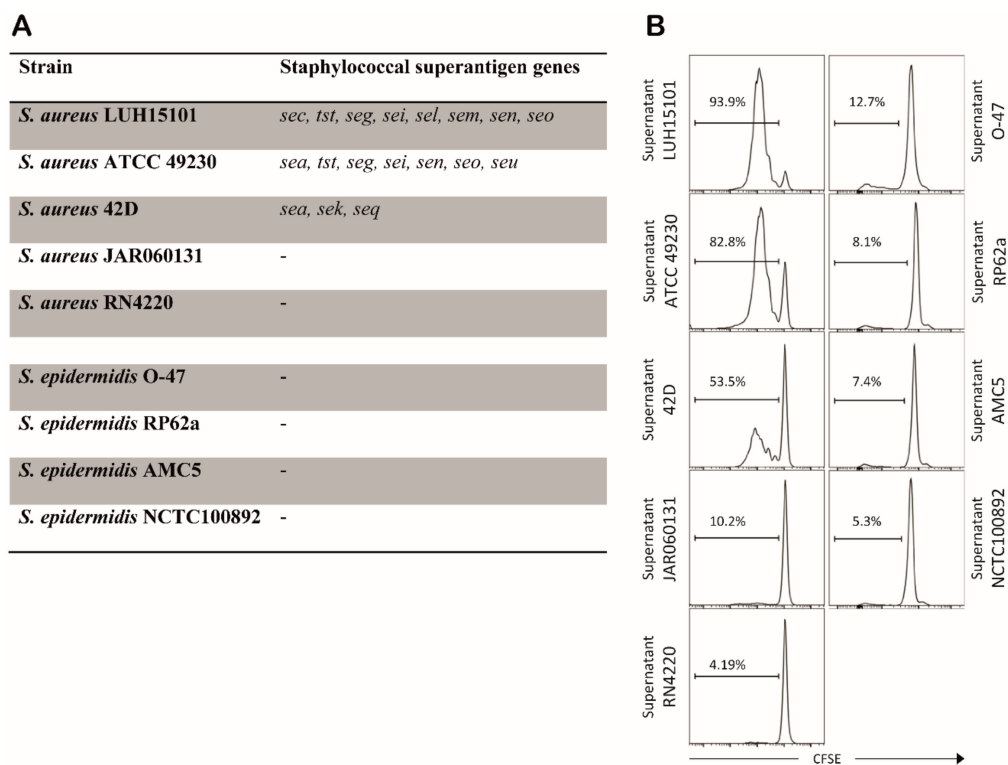 A
Strain Staphylococcal superantigen genes
S. aureus LUH15101 sec, tst, seg, sei, sel, sem, sen, seo
S. aureus ATCC 49230 sea, tst, seg, sei, sen, seo, seu
S. aureus 42D sea, sek, seq
S. aureus JAR060131 -
S. aureus RN4220 -
S. epidermidis O-47 -
S. epidermidis RP62a -
S. epidermidis AMC5 -
S. epidermidis NCTC100892 -
B
Supernatant
LUH15101
93.9%
12.7%
Supernatant
O-47
Supernatant
ATCC 49230
82.8%
8.1%
Supernatant
RP62a
Supernatant
42D
53.5%
7.4%
Supernatant
AMC5
Supernatant
JAR060131
10.2%
5.3%
Supernatant
NCTC100892
Supernatant
RN4220
4.19%
CFSE